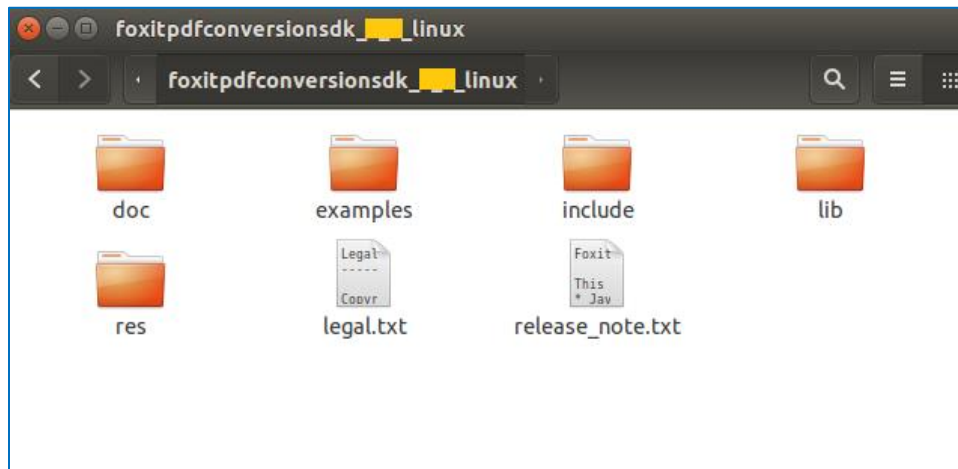 foxitpdfconversionsdk_ _ _linux
foxitpdfconversionsdk_ _ _linux
doc
examples
include
lib
Legal
-----
Copyr
Foxit
This
* Jav
res
legal.txt
release_note.txt